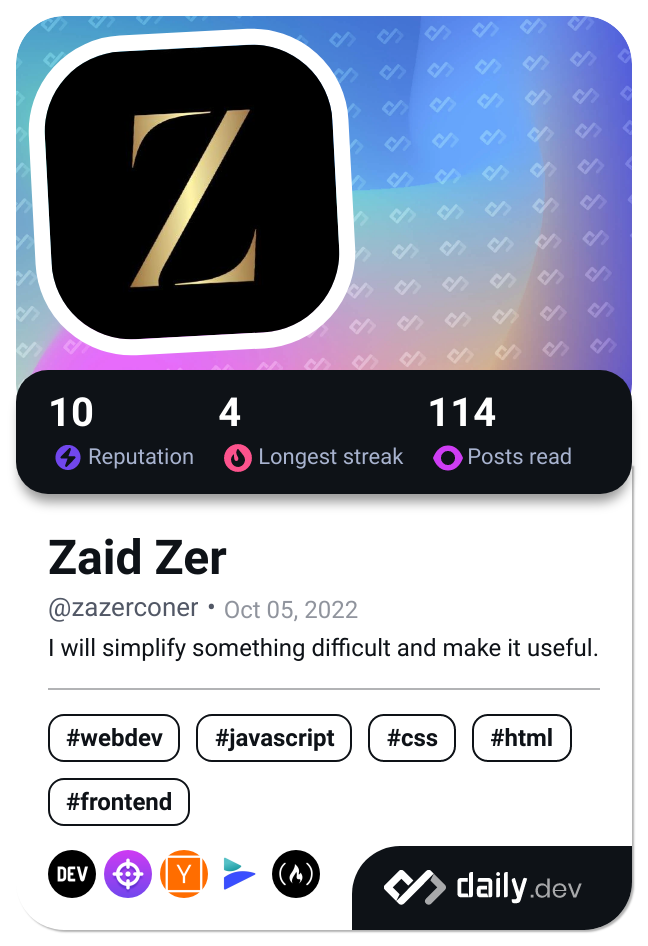 Z
10 4 114
Reputation Longest streak Posts read
Zaid Zer
@zazerconer • Oct 05, 2022
I will simplify something difficult and make it useful.
#webdev #javascript #css #html
#frontend
DEV Y daily.dev